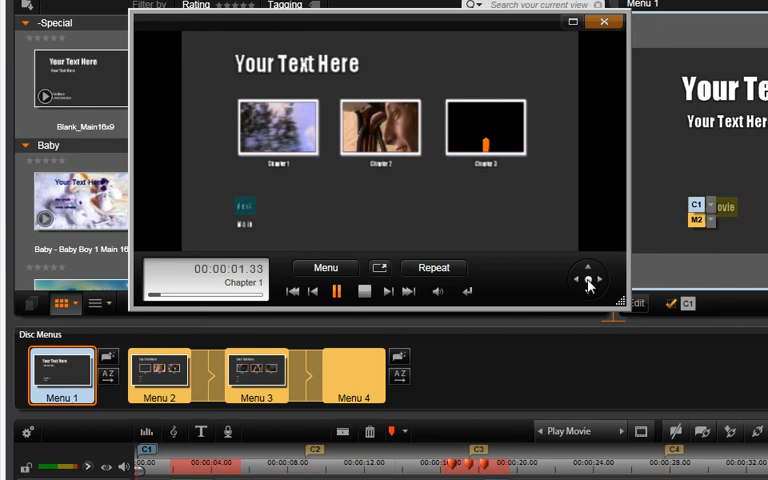 Filter by Rating Tagging Search your current view Menu 1
-Special
Your Text Here
Blank_Main16x9
Baby
Your Text Here
Baby - Baby Boy 1 Main 16
Your Text Here
Chapter 1 Chapter 2 Chapter 3
Next
Main
00:00:01.33
Chapter 1
Menu Repeat
Your Te
Your Text Here
C1 ovie
M2
Edit C1
Disc Menus
AZ AZ
Menu 1 Menu 2 Menu 3 Menu 4
T Play Movie
C1 C2 C3 C4
00:00:04.00 00:00:08.00 00:00:12.00 00:00:20.00 00:00:24.00 00:00:28.00 00:00:32.00